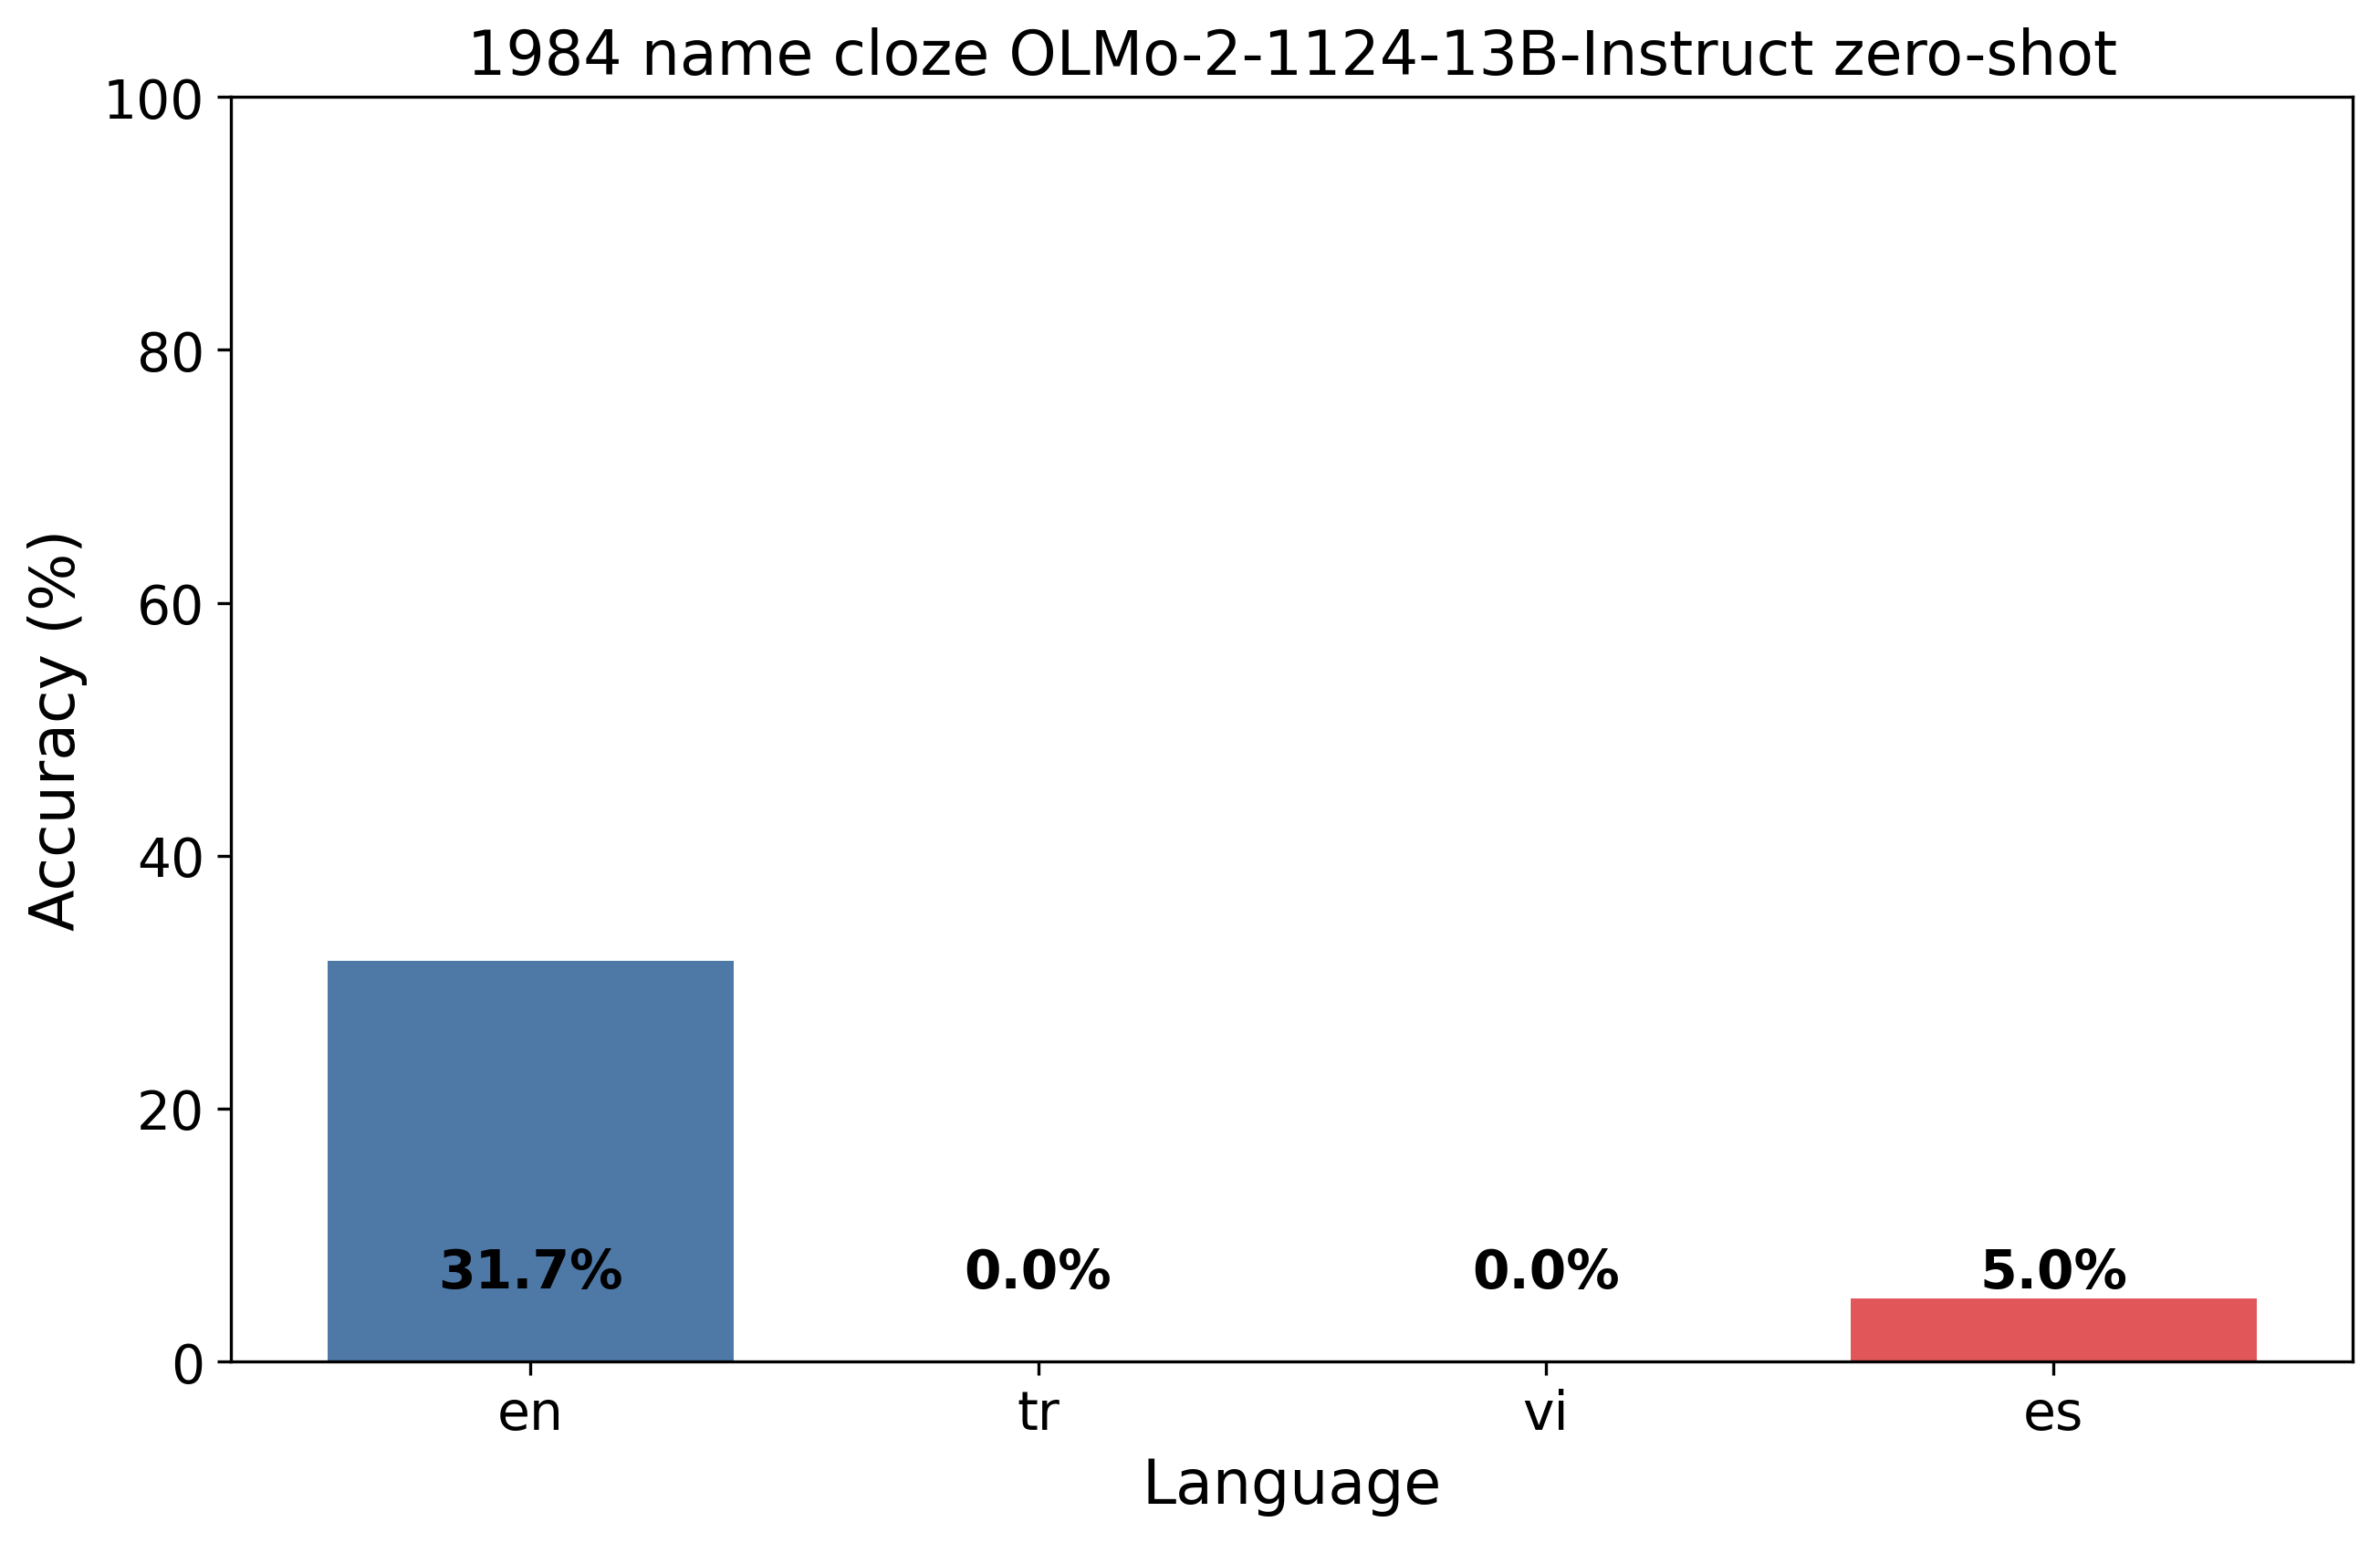 1984 name cloze OLMo-2-1124-13B-Instruct zero-shot
100
80
60
40
20
0
Accuracy (%)
31.7%
0.0%
0.0%
5.0%
en
tr
vi
es
Language